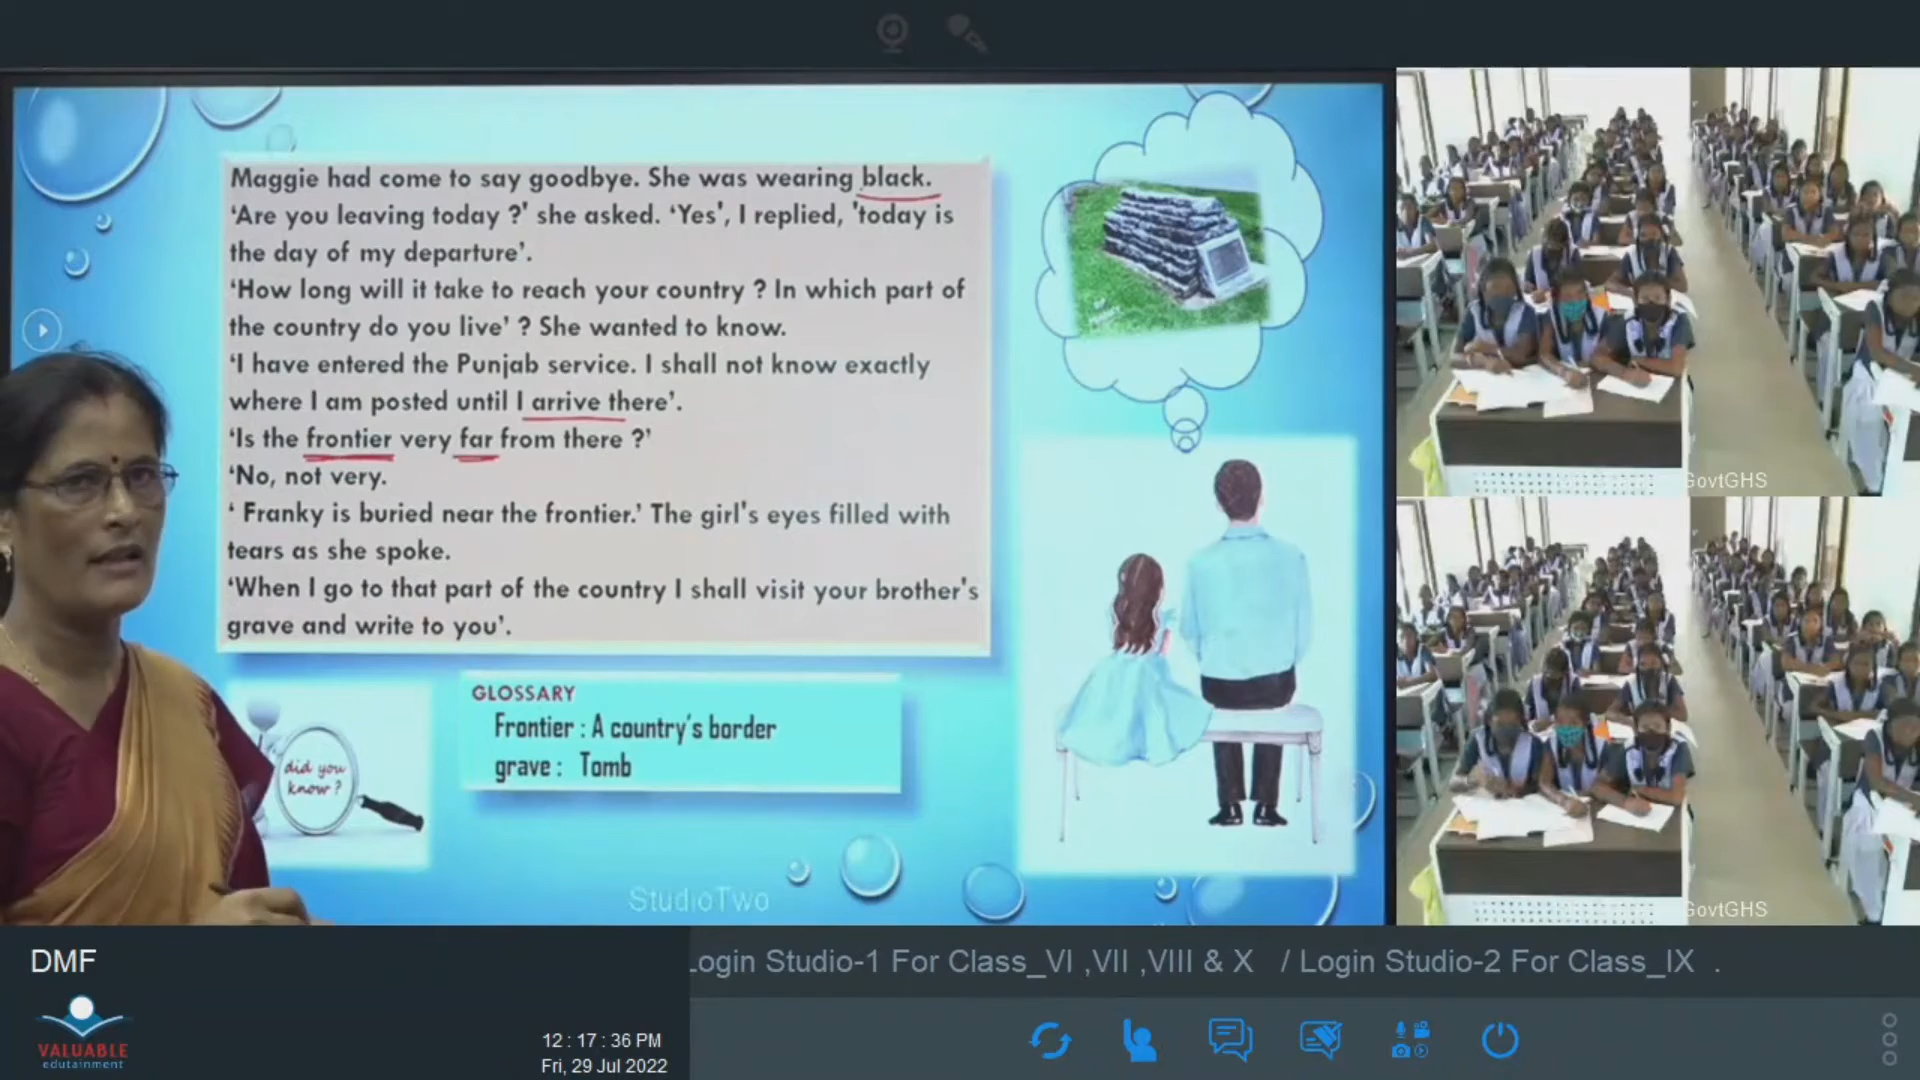 Maggie had come to say goodbye. She was wearing black.
'Are you leaving today ?' she asked. 'Yes', I replied, 'today is
the day of my departure'.
'How long will it take to reach your country ? In which part of
the country do you live' ? She wanted to know.
'I have entered the Punjab service. I shall not know exactly
where I am posted until I arrive there'.
'Is the frontier very far from there ?'
'No, not very.
' Franky is buried near the frontier.' The girl's eyes filled with
tears as she spoke.
'When I go to that part of the country I shall visit your brother's
grave and write to you'.
did you
know ?
GLOSSARY
Frontier : A country's border
grave : Tomb
StudioTwo
GovtGHS
GovtGHS
DMF
Login Studio-1 For Class_VI ,VII ,VIII & X / Login Studio-2 For Class_IX .
VALUABLE
edutainment
12 : 17 : 36 PM
Fri, 29 Jul 2022